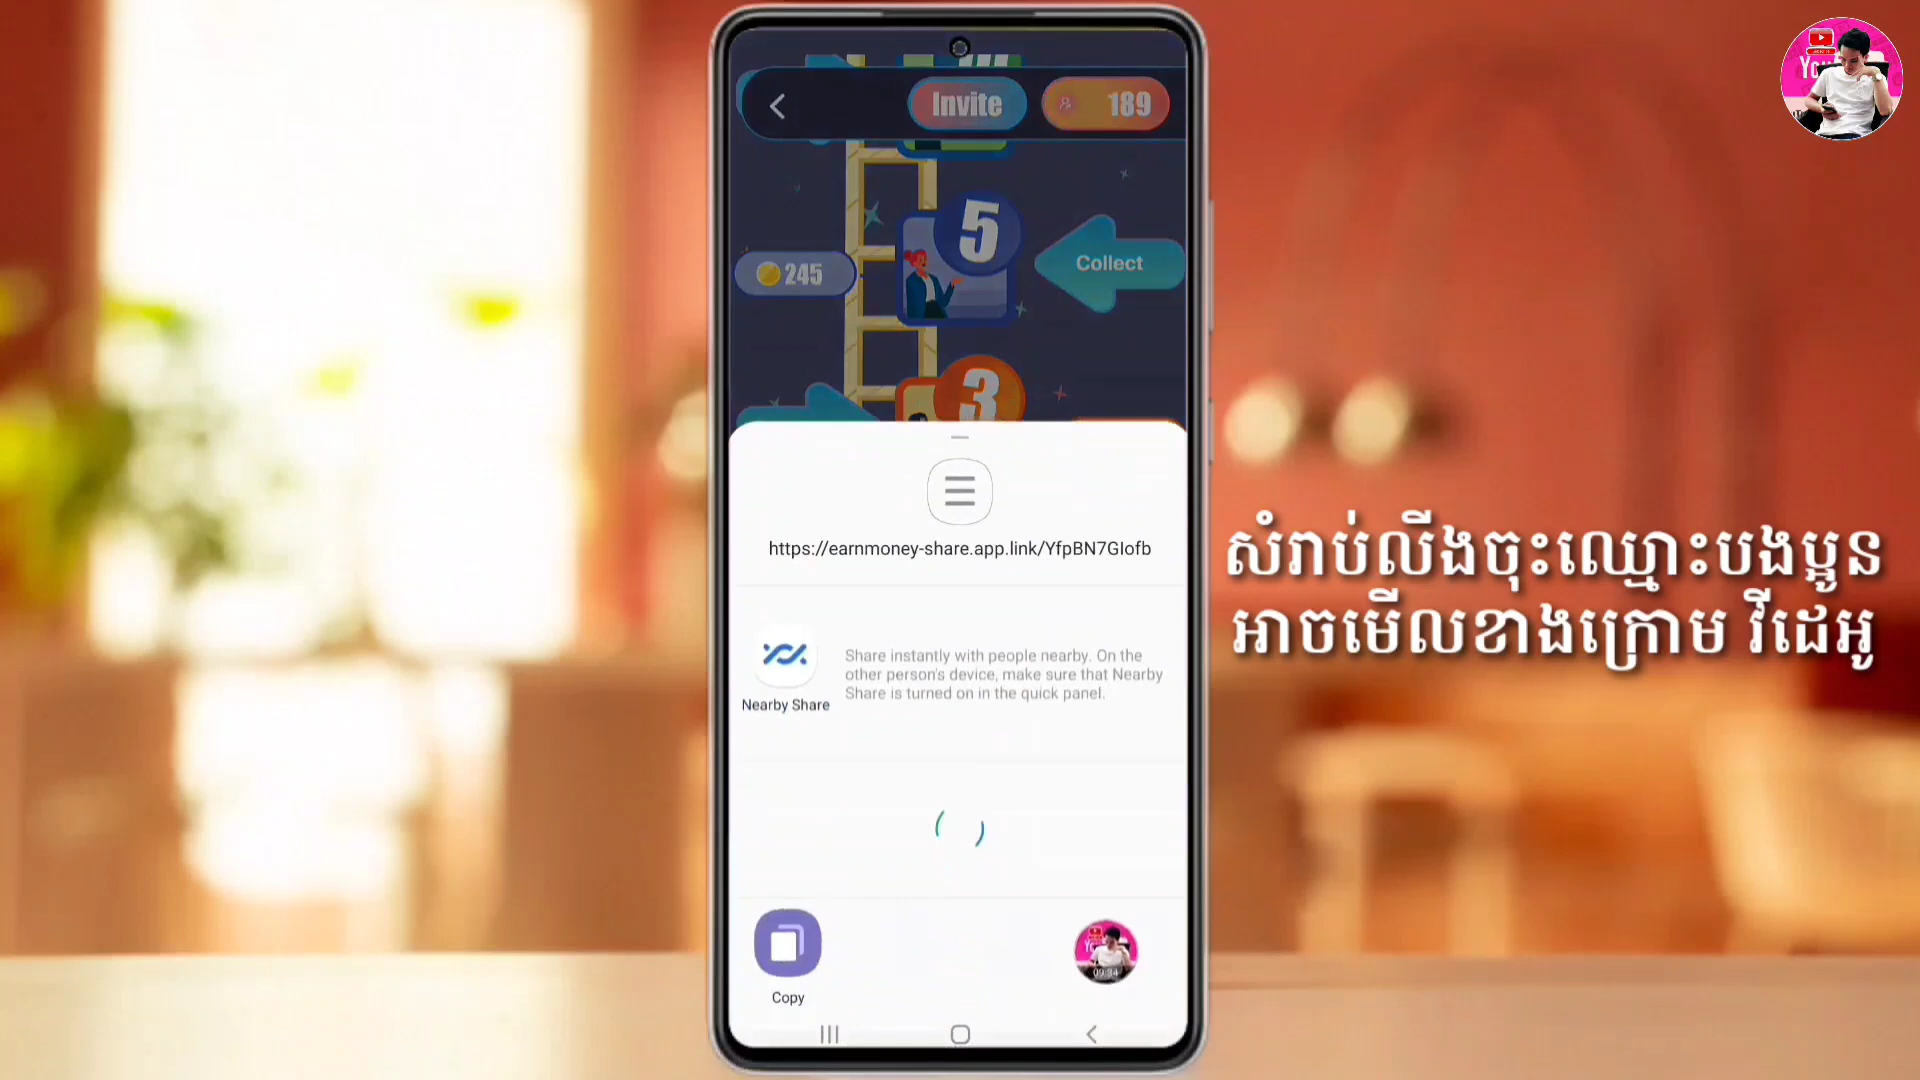 Invite
189
5
245
Collect
3
https://earnmoney-share.app.link/YfpBN7GIofb
Share instantly with people nearby. On the
other person's device, make sure that Nearby
Share is turned on in the quick panel.
Nearby Share
Copy
09:34
សំរាប់លីងចុះឈ្មោះបងប្អូន
អាចមើលខាងក្រោម វីដេអូ